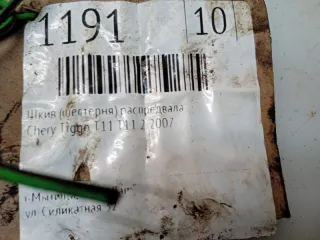 1191 10
Шкив (шестерня) распредвала
Chery Tiggo T11 T11 2 2007
ул. Силикатная